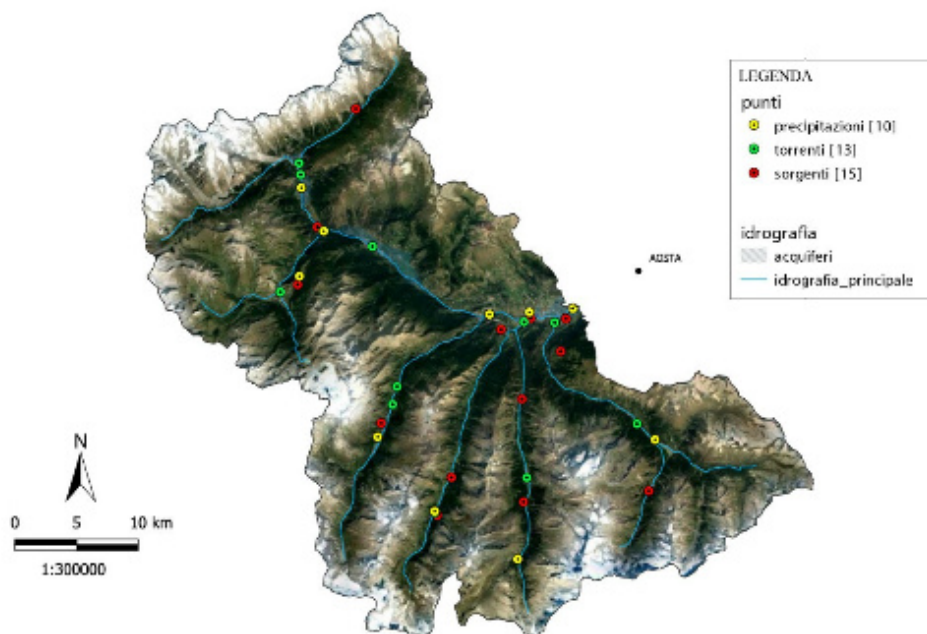 LEGENDA
punti
precipitazioni [10]
torrenti [13]
sorgenti [15]
idrografia
acquiferi
idrografia_principale
AOSTA
N
0 5 10 km
1:300000